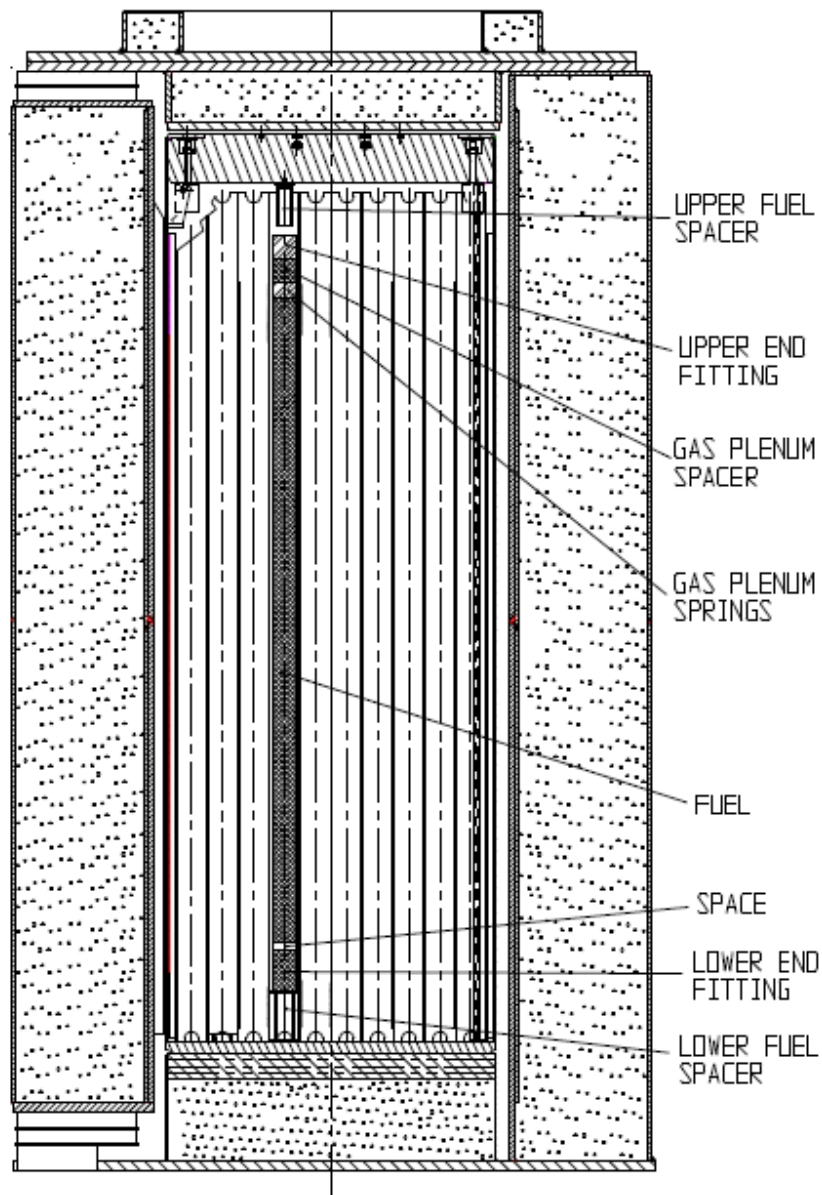 UPPER FUEL
SPACER
UPPER END
FITTING
GAS PLENUM
SPACER
GAS PLENUM
SPRINGS
FUEL
SPACE
LOWER END
FITTING
LOWER FUEL
SPACER